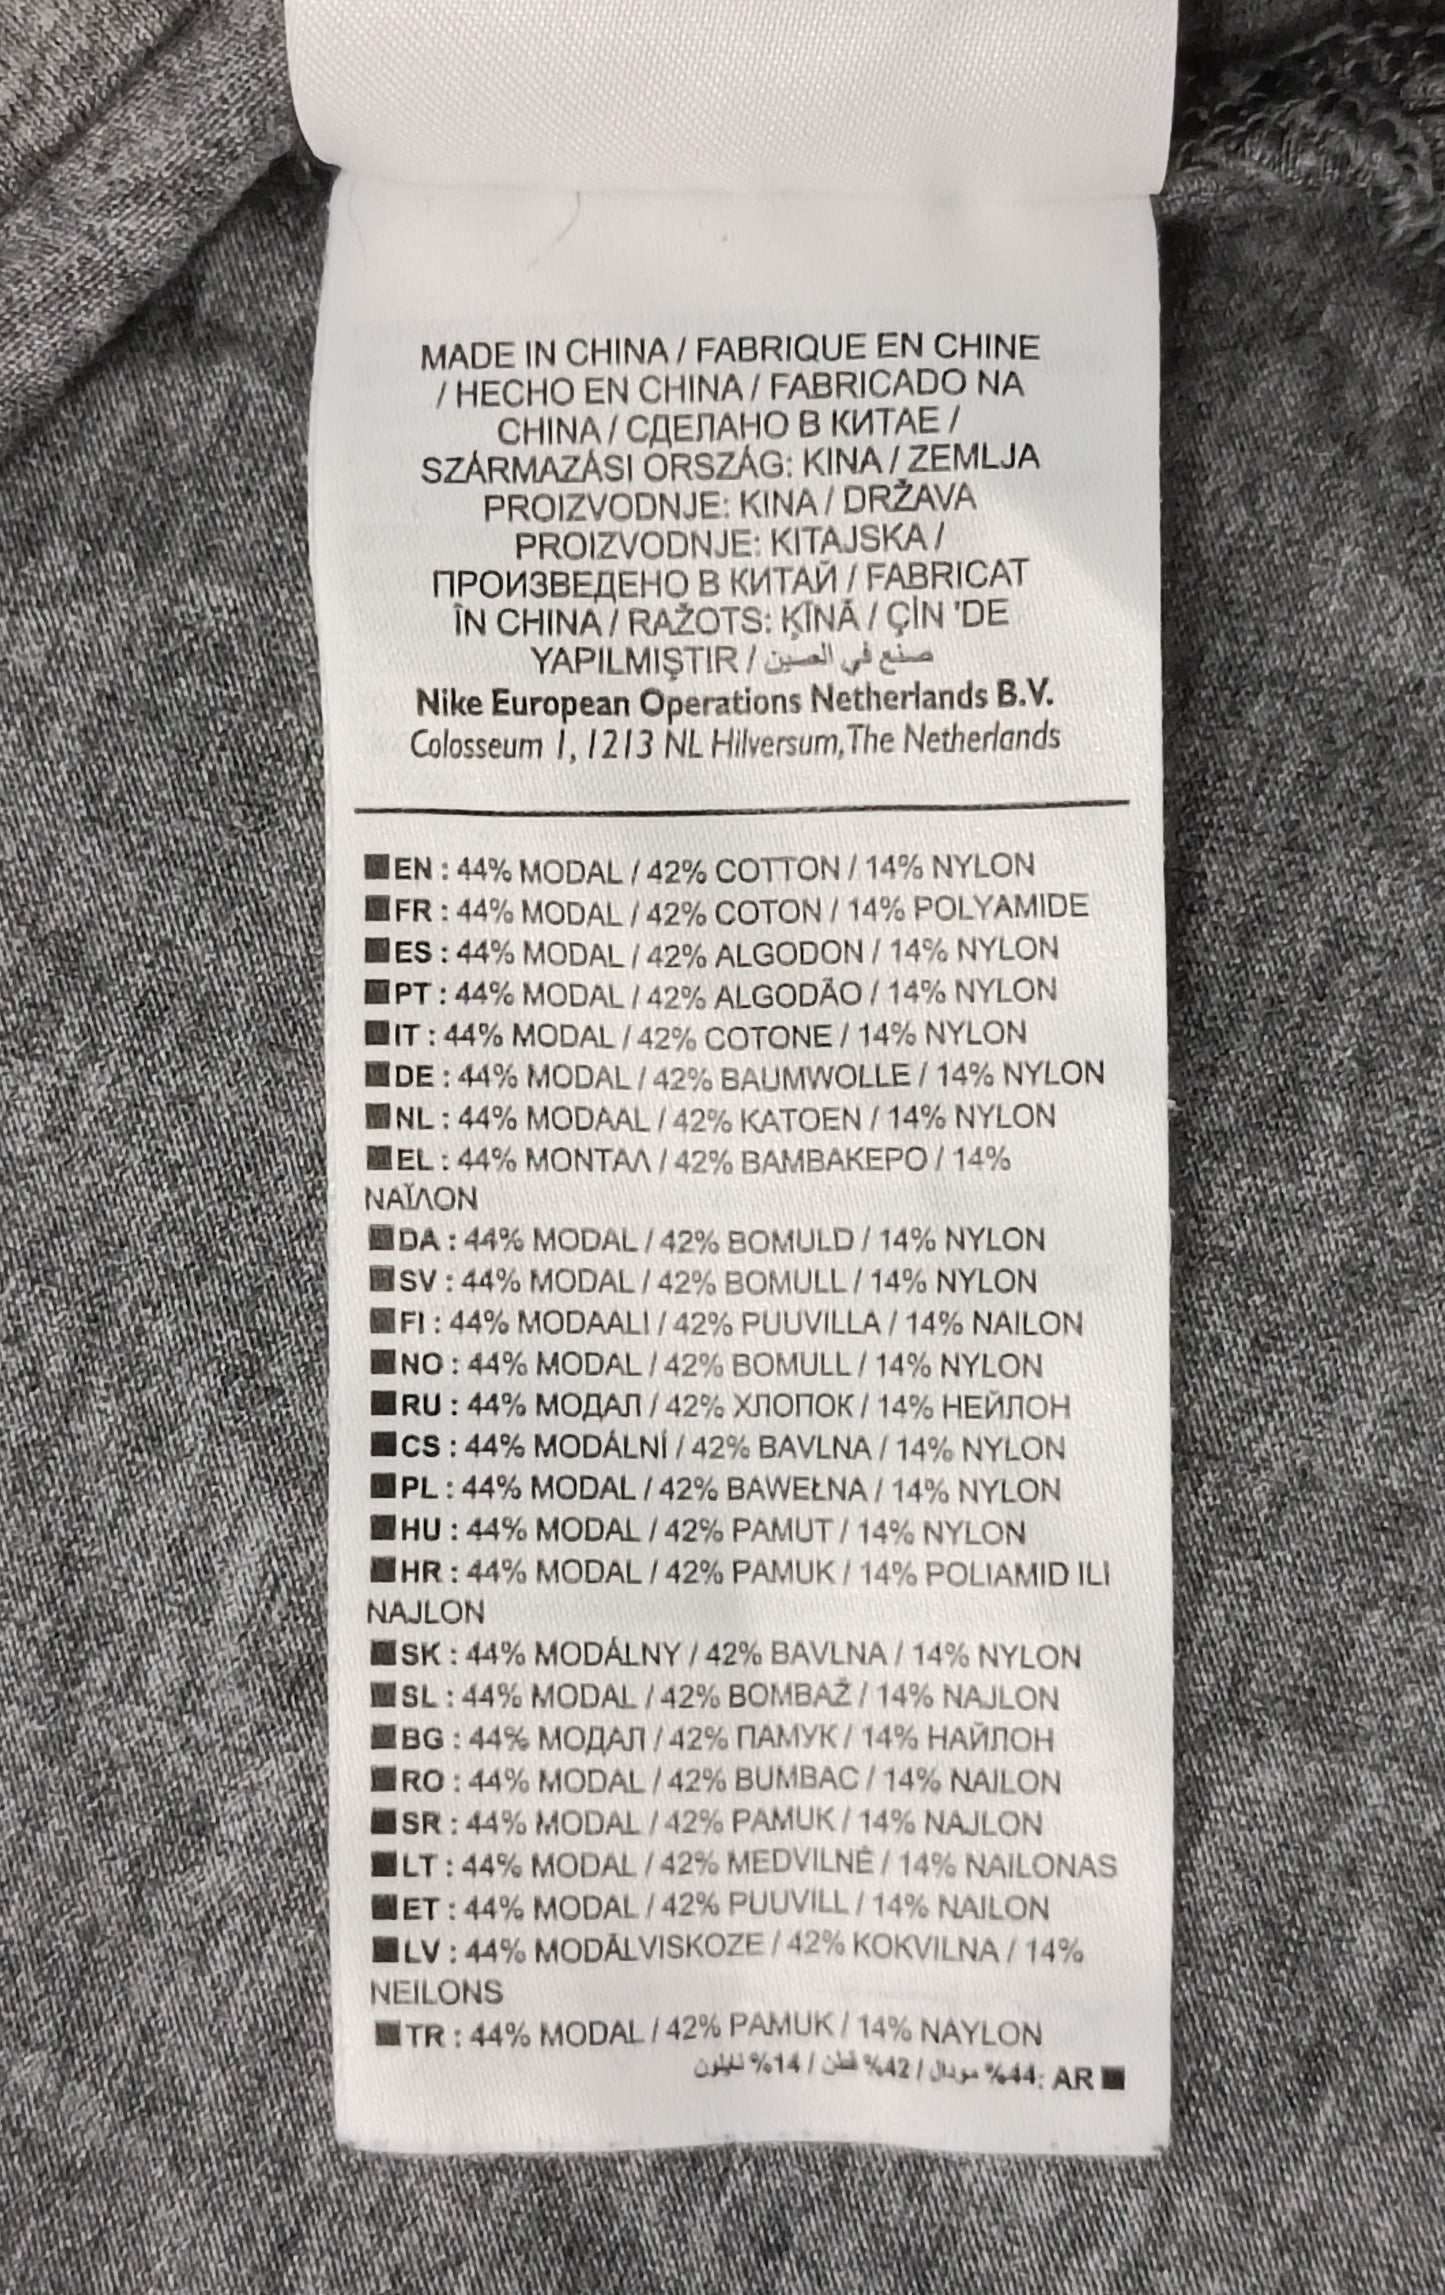 MADE IN CHINA / FABRIQUE EN CHINE
/ HECHO EN CHINA / FABRICADO NA
CHINA / СДЕЛАНО В КИТАЕ /
SZÁRMAZÁSI ORSZÁG: KINA / ZEMLJA
PROIZVODNJE: KINA / DRŽAVA
PROIZVODNJE: KITAJSKA /
ПРОИЗВЕДЕНО В КИТАЙ / FABRICAT
ÎN CHINA / RAŽOTS: ĶĪNĀ / ÇİN 'DE
YAPILMIŞTIR / صنع في الصين
Nike European Operations Netherlands B.V.
Colosseum 1, 1213 NL Hilversum, The Netherlands
■EN : 44% MODAL / 42% COTTON / 14% NYLON
■FR : 44% MODAL / 42% COTON / 14% POLYAMIDE
■ES : 44% MODAL / 42% ALGODON / 14% NYLON
■PT : 44% MODAL / 42% ALGODÃO / 14% NYLON
■IT : 44% MODAL / 42% COTONE / 14% NYLON
■DE : 44% MODAL / 42% BAUMWOLLE / 14% NYLON
■NL : 44% MODAAL / 42% KATOEN / 14% NYLON
■EL : 44% ΜΟΝΤΑΛ / 42% ΒΑΜΒΑΚΕΡΟ / 14%
ΝΑΪΛΟΝ
■DA : 44% MODAL / 42% BOMULD / 14% NYLON
■SV : 44% MODAL / 42% BOMULL / 14% NYLON
■FI : 44% MODAALI / 42% PUUVILLA / 14% NAILON
■NO : 44% MODAL / 42% BOMULL / 14% NYLON
■RU : 44% МОДАЛ / 42% ХЛОПОК / 14% НЕЙЛОН
■CS : 44% MODÁLNÍ / 42% BAVLNA / 14% NYLON
■PL : 44% MODAL / 42% BAWEŁNA / 14% NYLON
■HU : 44% MODAL / 42% PAMUT / 14% NYLON
■HR : 44% MODAL / 42% PAMUK / 14% POLIAMID ILI
NAJLON
■SK : 44% MODÁLNY / 42% BAVLNA / 14% NYLON
■SL : 44% MODAL / 42% BOMBAŽ / 14% NAJLON
■BG : 44% МОДАЛ / 42% ПАМУК / 14% НАЙЛОН
■RO : 44% MODAL / 42% BUMBAC / 14% NAILON
■SR : 44% MODAL / 42% PAMUK / 14% NAJLON
■LT : 44% MODAL / 42% MEDVILNĖ / 14% NAILONAS
■ET : 44% MODAL / 42% PUUVILL / 14% NAILON
■LV : 44% MODĀLVISKOZE / 42% KOKVILNA / 14%
NEILONS
■TR : 44% MODAL / 42% PAMUK / 14% NAYLON
■ AR :44% مودال / 42% قطن / 14% نايلون